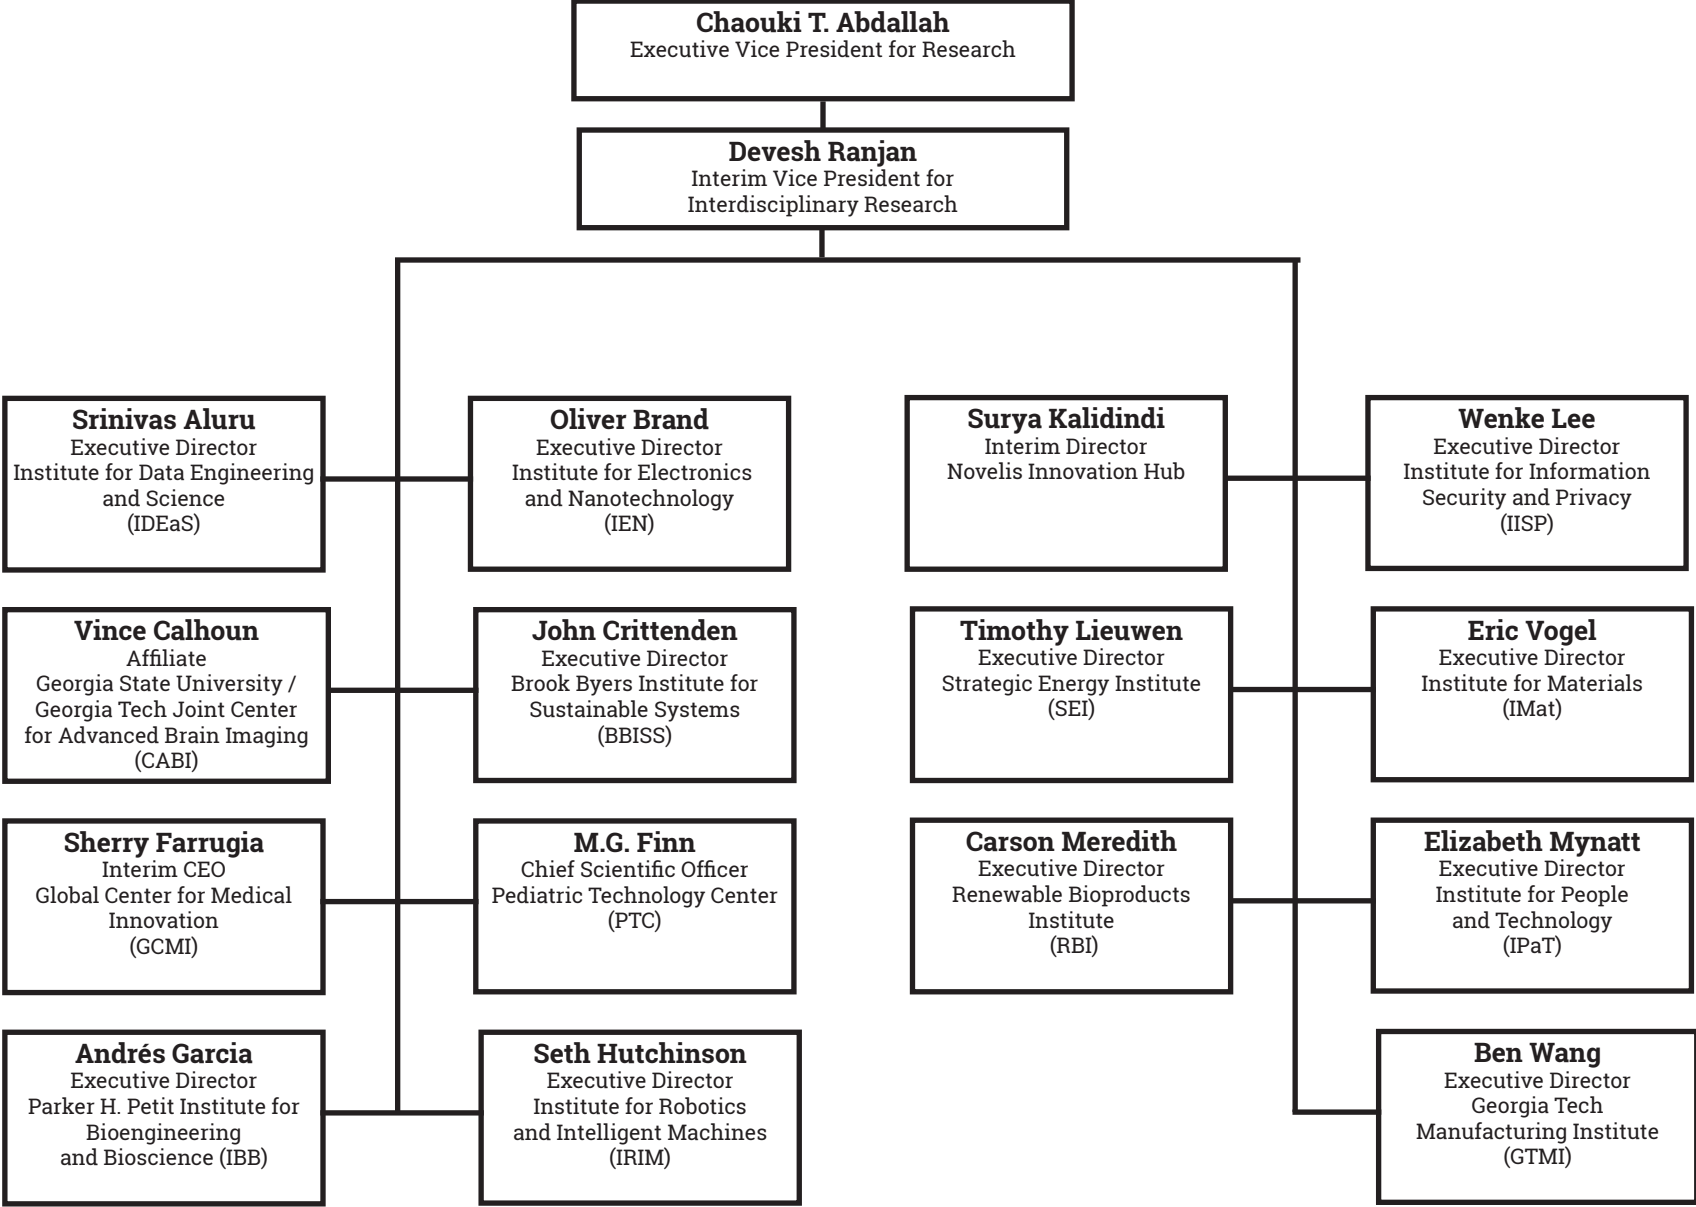 Chaouki T. Abdallah
Executive Vice President for Research
Devesh Ranjan
Interim Vice President for
Interdisciplinary Research
Srinivas Aluru
Executive Director
Institute for Data Engineering
and Science
(IDEaS)
Oliver Brand
Executive Director
Institute for Electronics
and Nanotechnology
(IEN)
Surya Kalidindi
Interim Director
Novelis Innovation Hub
Wenke Lee
Executive Director
Institute for Information
Security and Privacy
(IISP)
Vince Calhoun
Affiliate
Georgia State University /
Georgia Tech Joint Center
for Advanced Brain Imaging
(CABI)
John Crittenden
Executive Director
Brook Byers Institute for
Sustainable Systems
(BBISS)
Timothy Lieuwen
Executive Director
Strategic Energy Institute
(SEI)
Eric Vogel
Executive Director
Institute for Materials
(IMat)
Sherry Farrugia
Interim CEO
Global Center for Medical
Innovation
(GCMI)
M.G. Finn
Chief Scientific Officer
Pediatric Technology Center
(PTC)
Carson Meredith
Executive Director
Renewable Bioproducts
Institute
(RBI)
Elizabeth Mynatt
Executive Director
Institute for People
and Technology
(IPaT)
Andrés Garcia
Executive Director
Parker H. Petit Institute for
Bioengineering
and Bioscience (IBB)
Seth Hutchinson
Executive Director
Institute for Robotics
and Intelligent Machines
(IRIM)
Ben Wang
Executive Director
Georgia Tech
Manufacturing Institute
(GTMI)